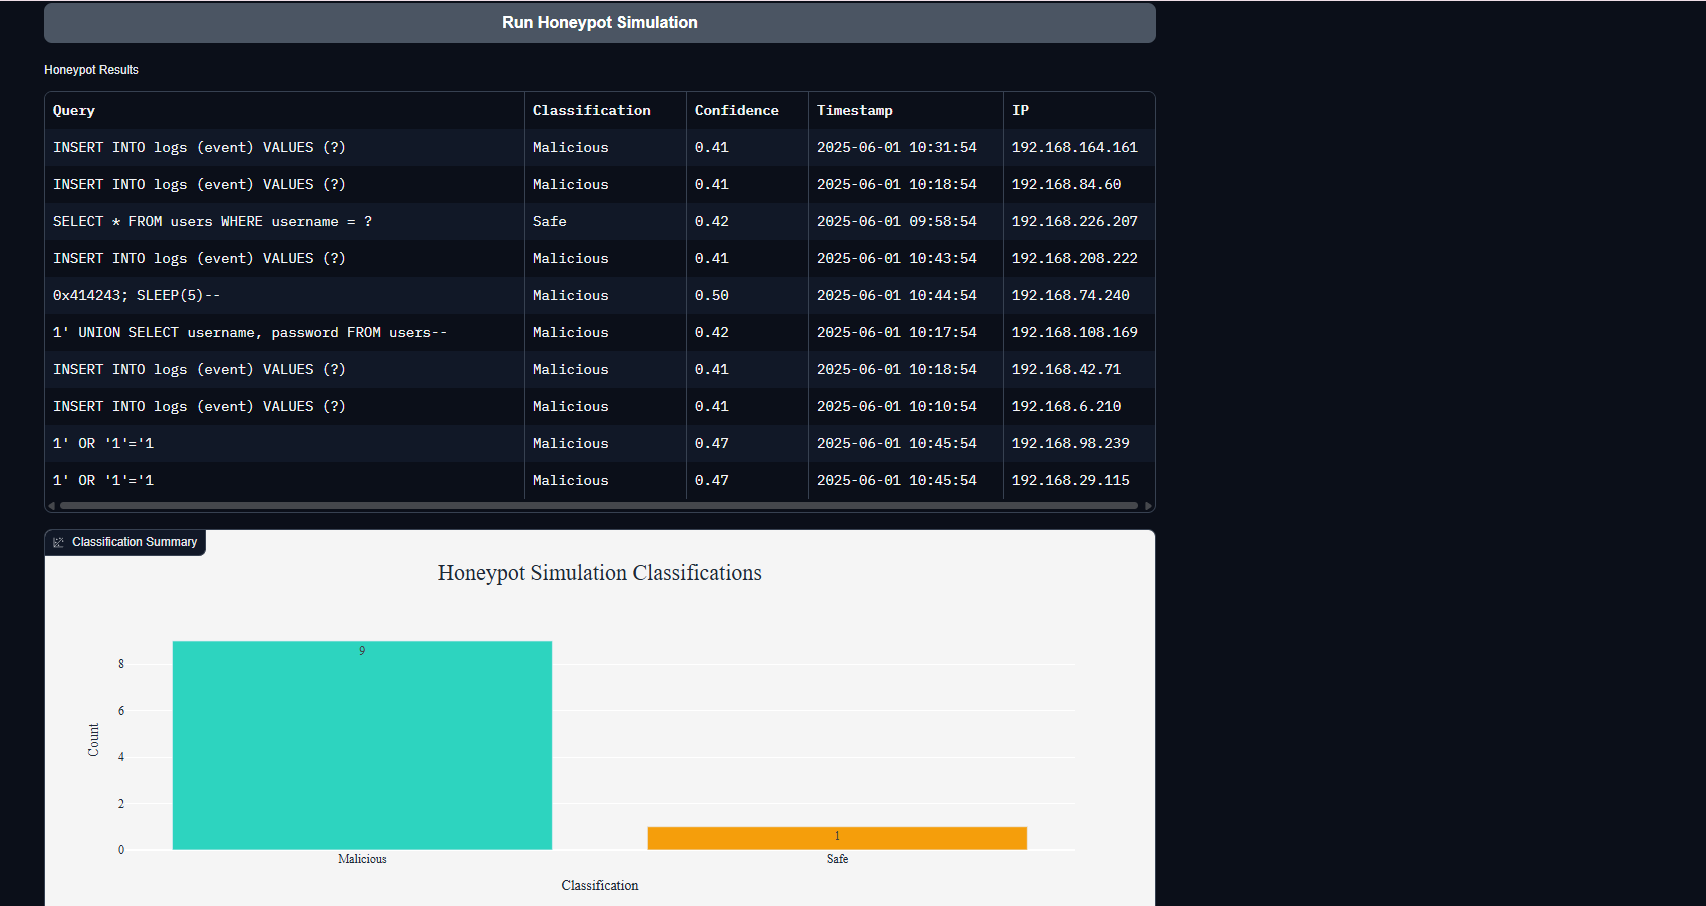 Run Honeypot Simulation
Honeypot Results
Query Classification Confidence Timestamp IP
INSERT INTO logs (event) VALUES (?) Malicious 0.41 2025-06-01 10:31:54 192.168.164.161
INSERT INTO logs (event) VALUES (?) Malicious 0.41 2025-06-01 10:18:54 192.168.84.60
SELECT * FROM users WHERE username = ? Safe 0.42 2025-06-01 09:58:54 192.168.226.207
INSERT INTO logs (event) VALUES (?) Malicious 0.41 2025-06-01 10:43:54 192.168.208.222
0x414243; SLEEP(5)-- Malicious 0.50 2025-06-01 10:44:54 192.168.74.240
1' UNION SELECT username, password FROM users-- Malicious 0.42 2025-06-01 10:17:54 192.168.108.169
INSERT INTO logs (event) VALUES (?) Malicious 0.41 2025-06-01 10:18:54 192.168.42.71
INSERT INTO logs (event) VALUES (?) Malicious 0.41 2025-06-01 10:10:54 192.168.6.210
1' OR '1'='1 Malicious 0.47 2025-06-01 10:45:54 192.168.98.239
1' OR '1'='1 Malicious 0.47 2025-06-01 10:45:54 192.168.29.115
Classification Summary
Honeypot Simulation Classifications
9
8
6
Count
4
2
1
0
Malicious Safe
Classification